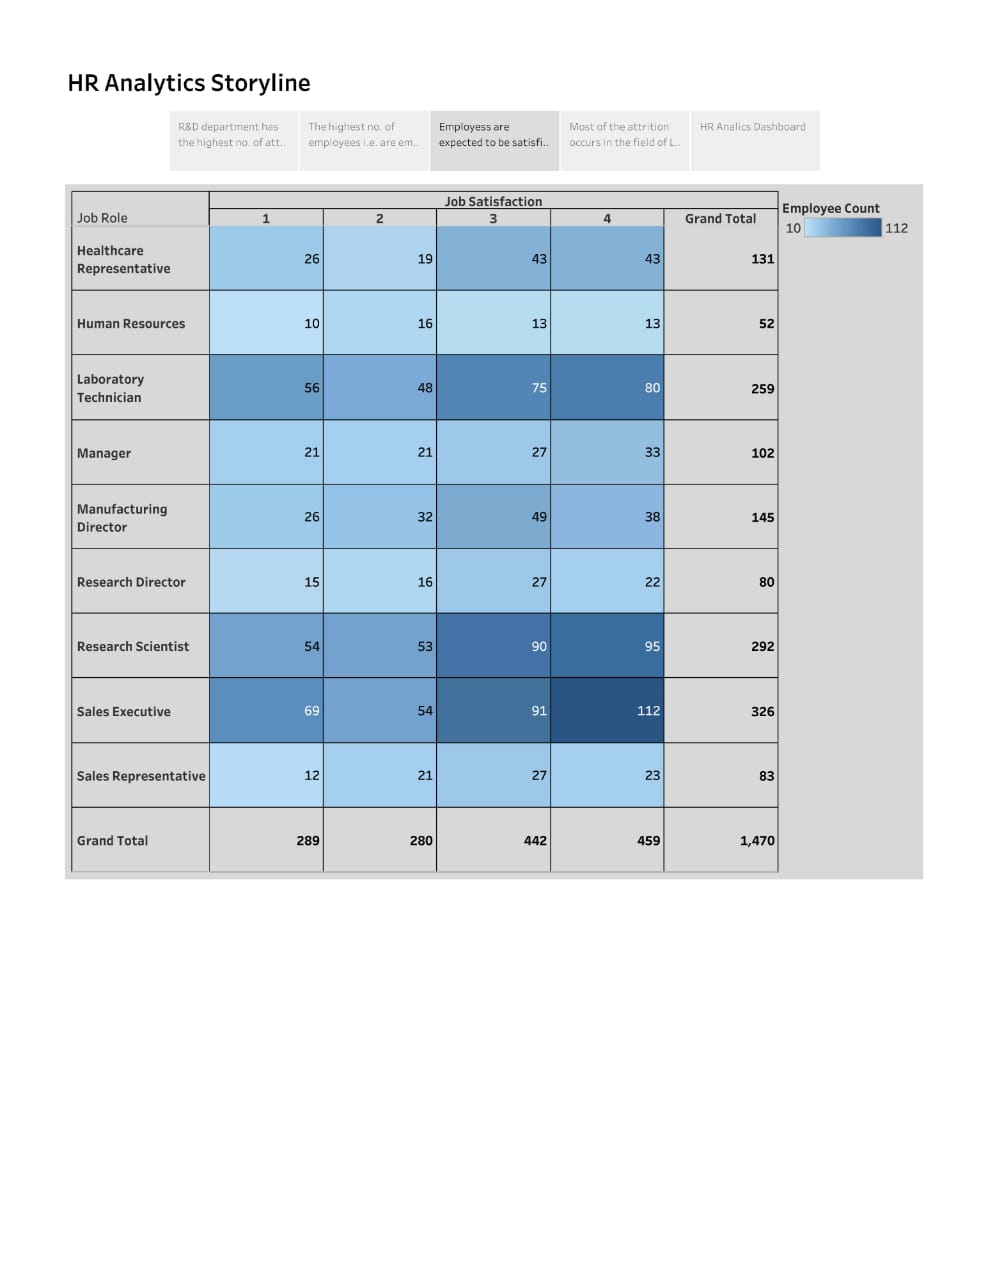 HR Analytics Storyline
R&D department has
the highest no. of att..
The highest no. of
employees i.e. are em..
Employess are
expected to be satisfi..
Most of the attrition
occurs in the field of L..
HR Analics Dashboard
Job Satisfaction
Job Role 1 2 3 4 Grand Total
Healthcare
Representative
26 19 43 43 131
Human Resources 10 16 13 13 52
Laboratory
Technician
56 48 75 80 259
Manager 21 21 27 33 102
Manufacturing
Director
26 32 49 38 145
Research Director 15 16 27 22 80
Research Scientist 54 53 90 95 292
Sales Executive 69 54 91 112 326
Sales Representative 12 21 27 23 83
Grand Total 289 280 442 459 1,470
Employee Count
10 112